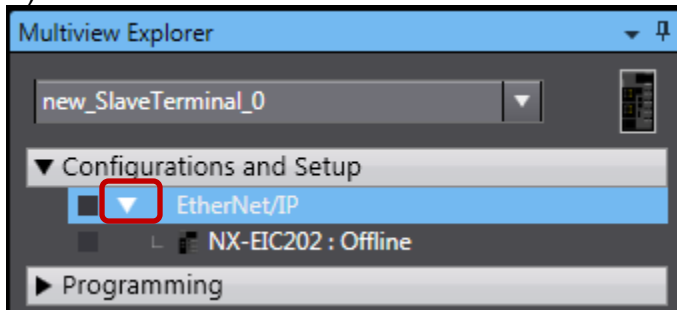 Multiview Explorer
new_SlaveTerminal_0
Configurations and Setup
EtherNet/IP
NX-EIC202 : Offline
Programming